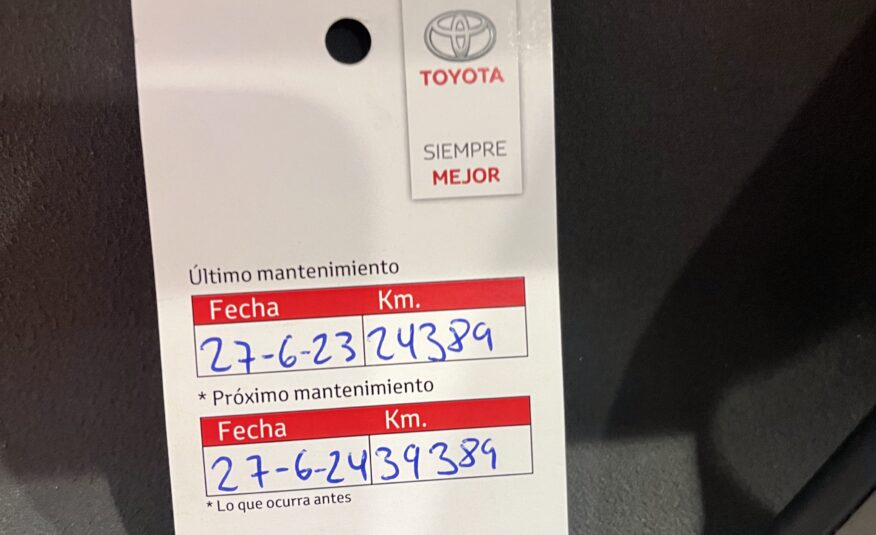 TOYOTA
SIEMPRE
MEJOR
Último mantenimiento
Fecha Km.
27-6-23 24389
* Próximo mantenimiento
Fecha Km.
27-6-24 39389
* Lo que ocurra antes